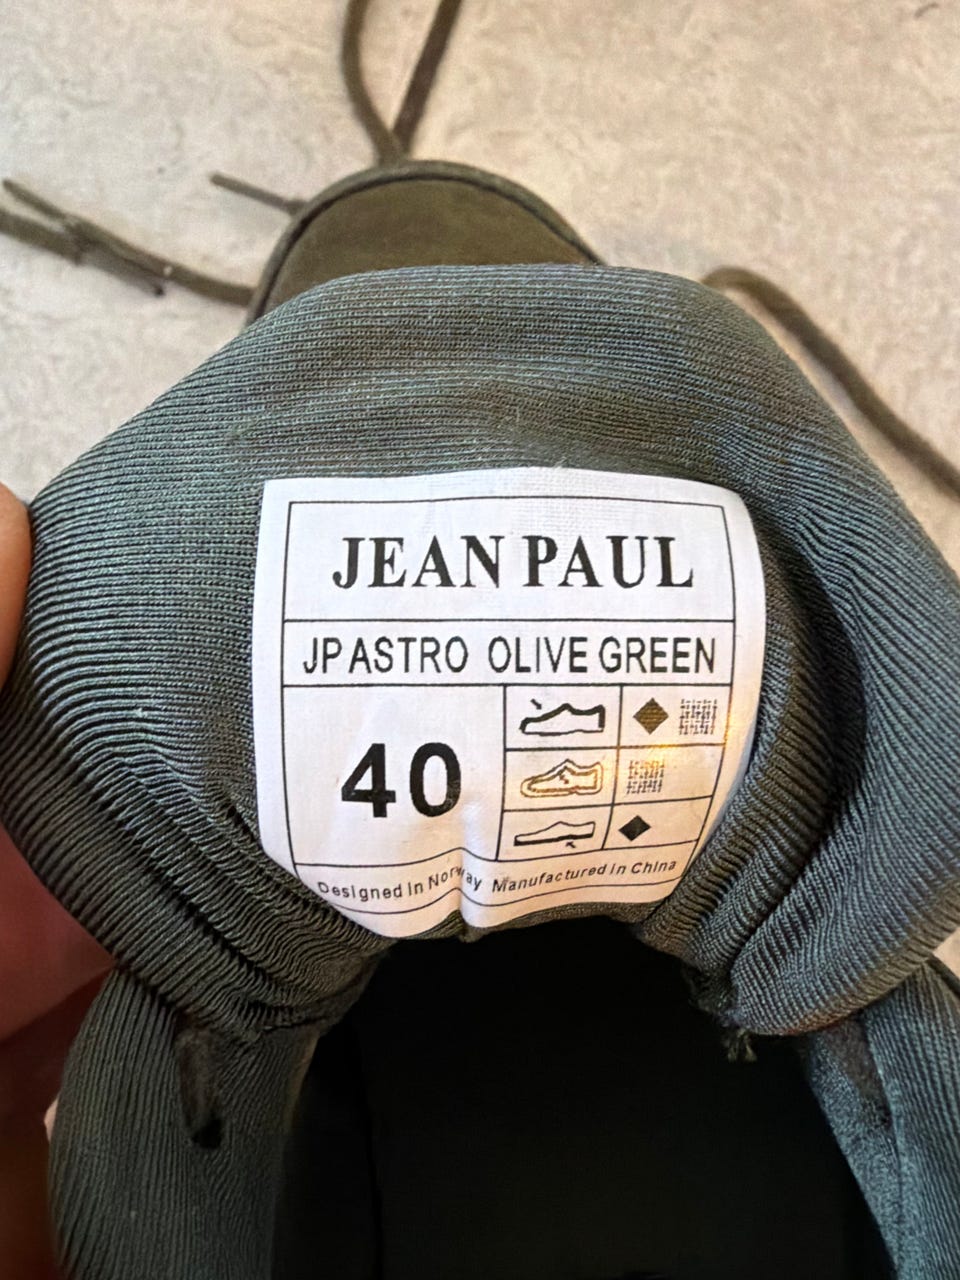 JEAN PAUL
JP ASTRO OLIVE GREEN
40
Designed in Norway Manufactured in China